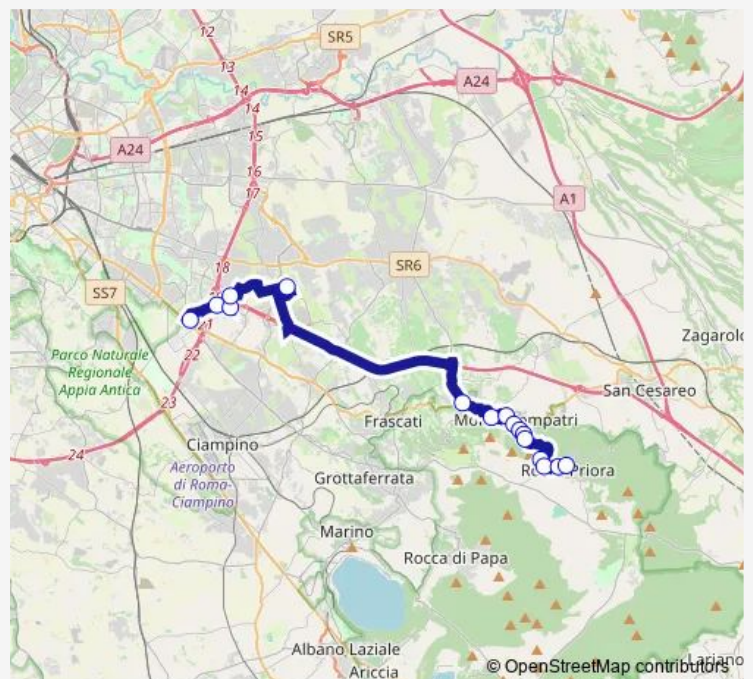 12
SR5
13
14
A24
14
15
A24
16
17
A1
18
SR6
SS7
21
22
Zagarolo
Parco Naturale
Regionale
Appia Antica
San Cesareo
23
Frascati
24
Ciampino
Aeroporto
di Roma-
Ciampino
Grottaferrata
Marino
Rocca di Papa
Albano Laziale
Ariccia
© OpenStreetMap contributors